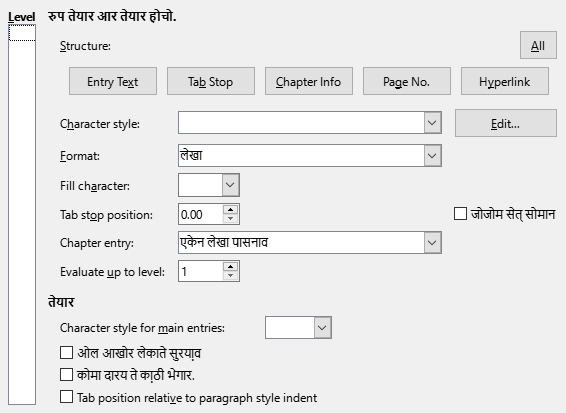 Level
रुप तेयार आर तेयार होचो.
Structure:
All
Entry Text Tab Stop Chapter Info Page No. Hyperlink
Character style:
Edit...
Format: लेखा
Fill character:
Tab stop position: 0.00 जोजोम सेत् सोमान
Chapter entry: एकेन लेखा पासनाव
Evaluate up to level: 1
तेयार
Character style for main entries:
ओल आखोर लेकाते सुरया़व
कोमा दारय ते का़ठी भेगार.
Tab position relative to paragraph style indent